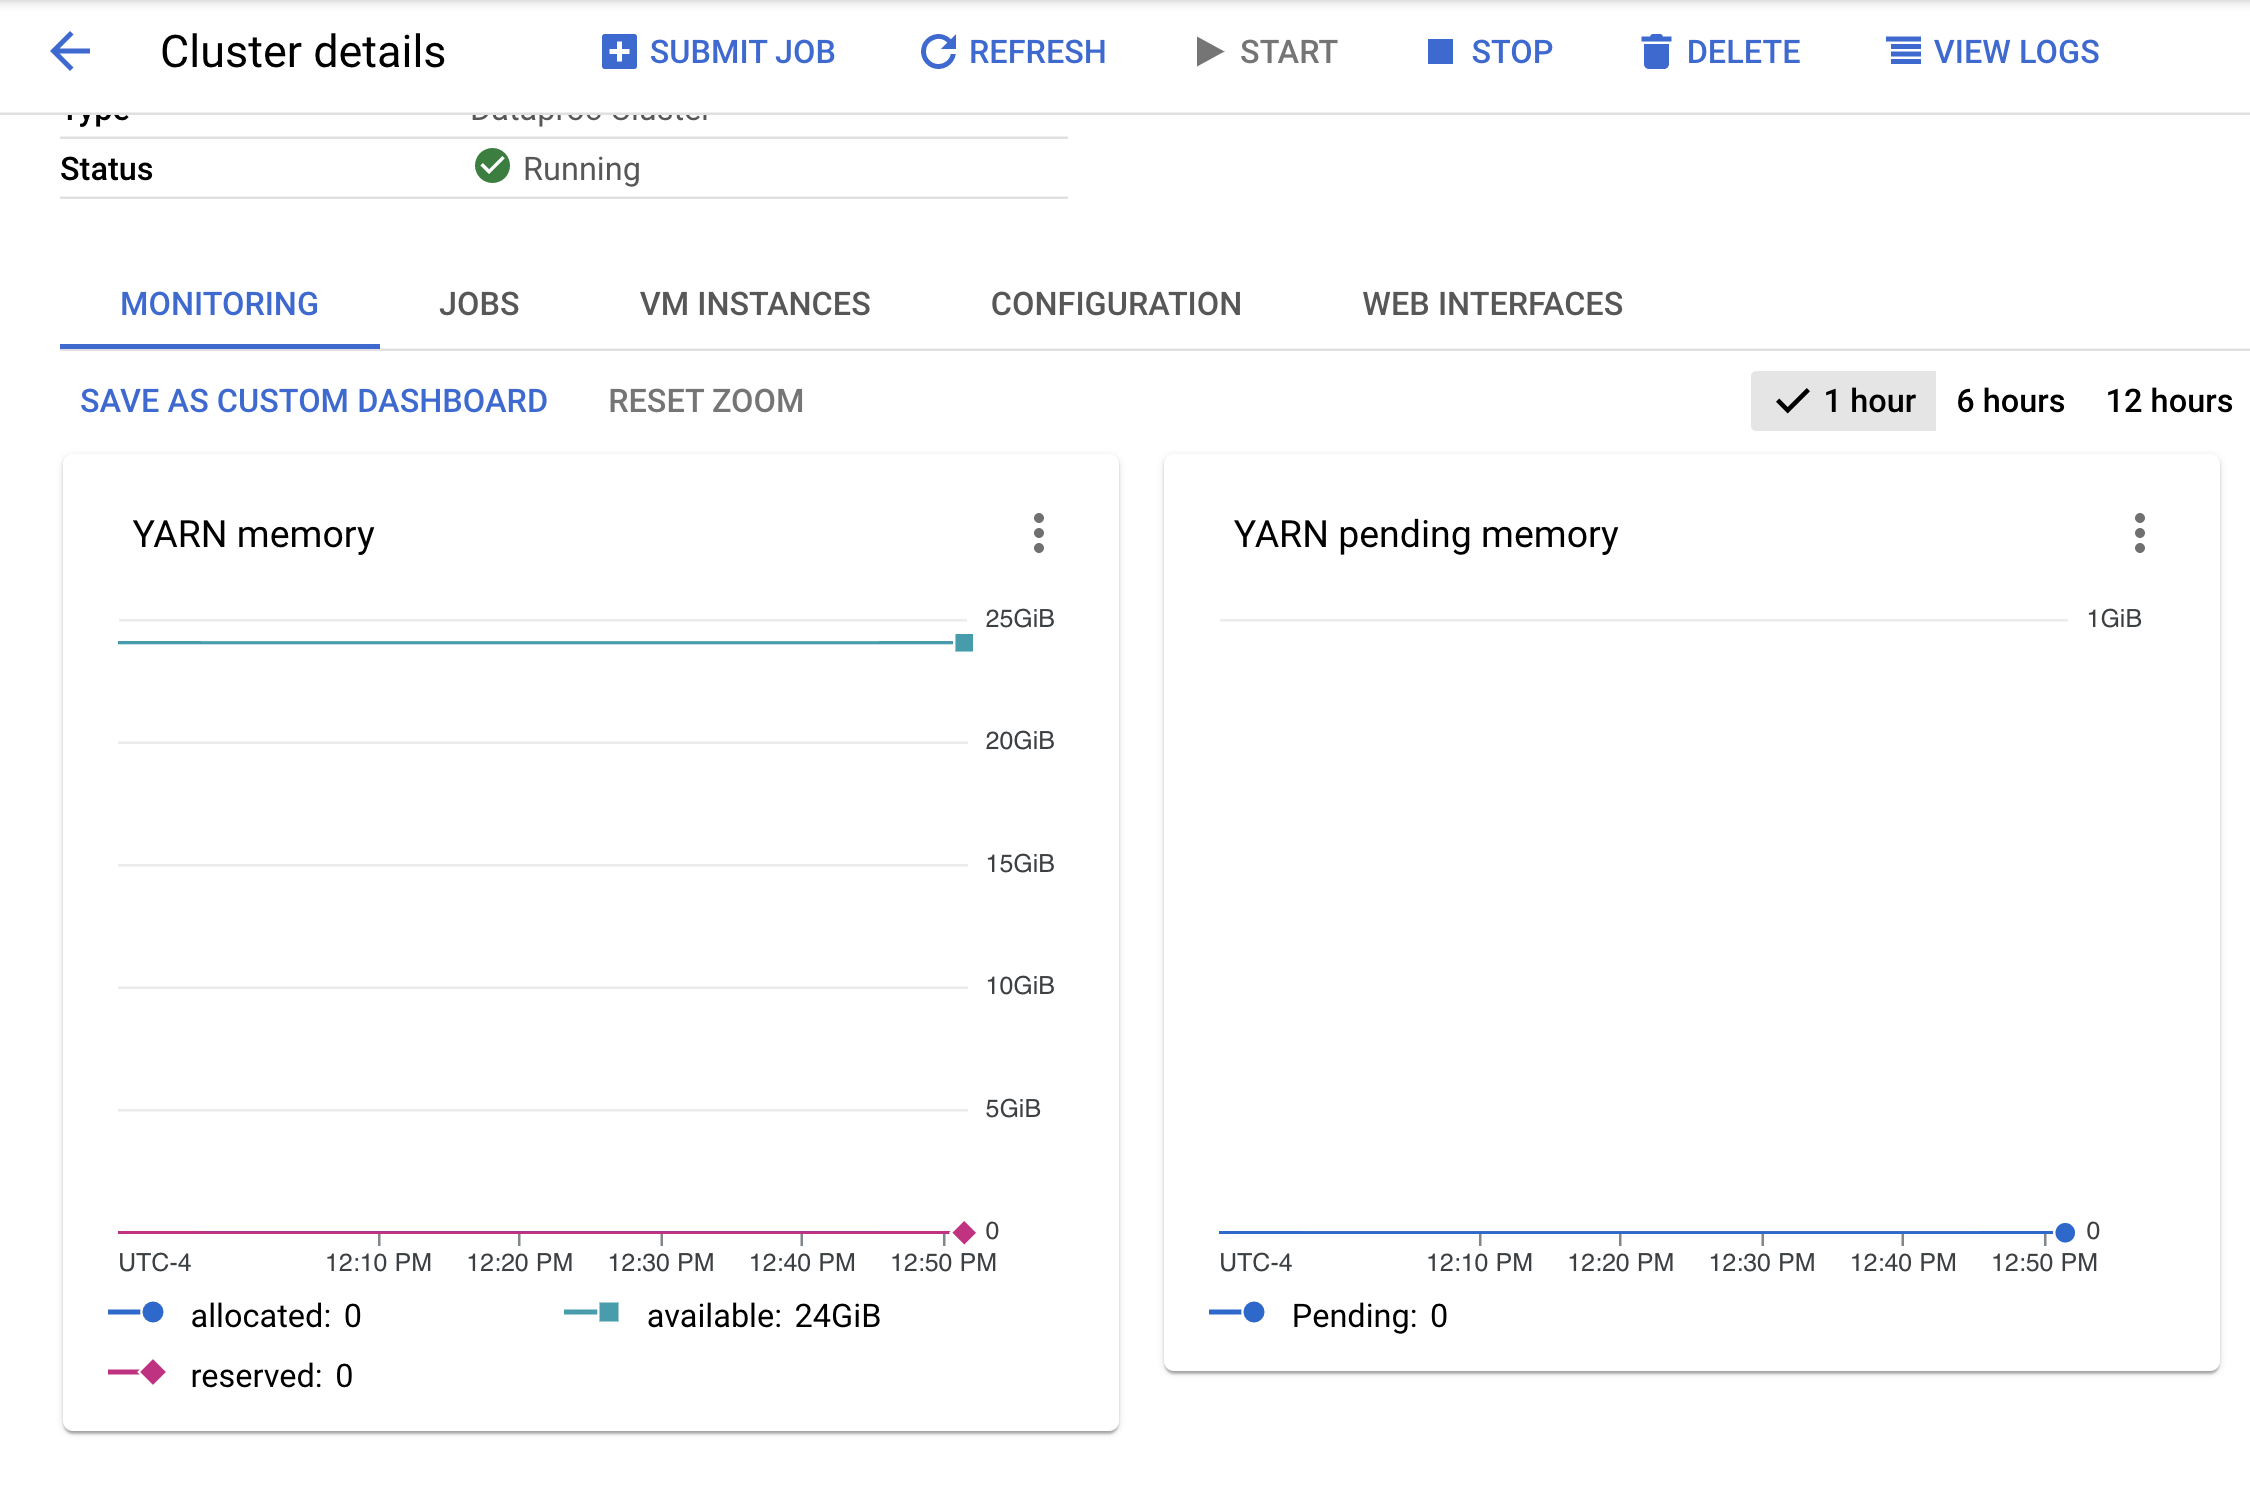 Cluster details SUBMIT JOB REFRESH START STOP DELETE VIEW LOGS
Type Dataproc Cluster
Status Running
MONITORING JOBS VM INSTANCES CONFIGURATION WEB INTERFACES
SAVE AS CUSTOM DASHBOARD RESET ZOOM 1 hour 6 hours 12 hours
YARN memory
25GiB
20GiB
15GiB
10GiB
5GiB
0
UTC-4 12:10 PM 12:20 PM 12:30 PM 12:40 PM 12:50 PM
allocated: 0 available: 24GiB
reserved: 0
YARN pending memory
1GiB
0
UTC-4 12:10 PM 12:20 PM 12:30 PM 12:40 PM 12:50 PM
Pending: 0